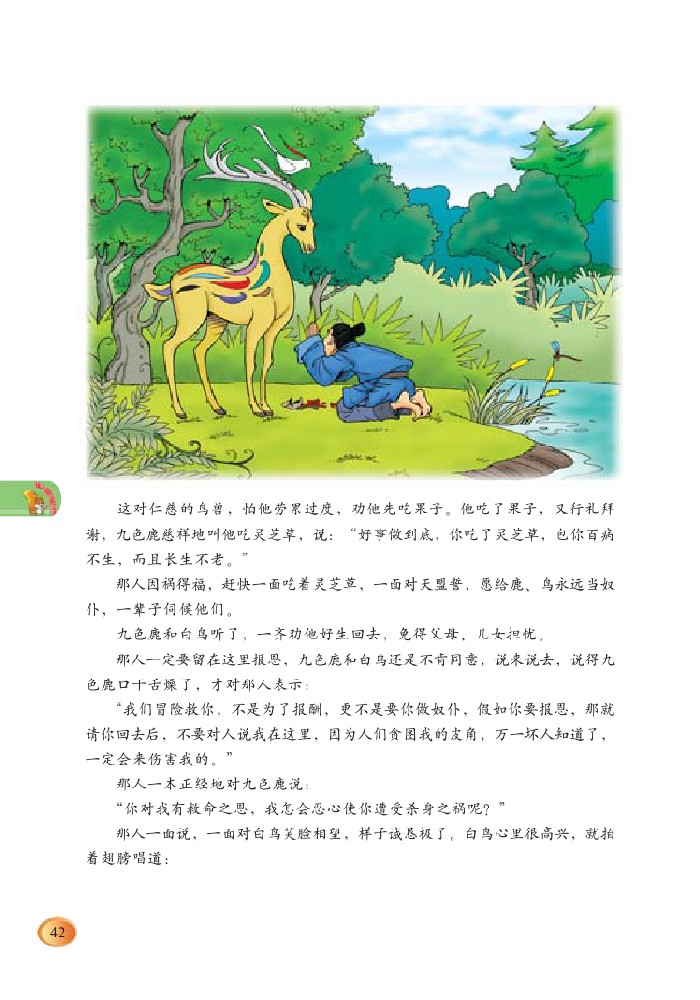 这对仁慈的鸟兽，怕他劳累过度，劝他先吃果子。他吃了果子，又行礼拜
谢，九色鹿慈祥地叫他吃灵芝草，说：“好事做到底，你吃了灵芝草，包你百病
不生，而且长生不老。”
那人因祸得福，赶快一面吃着灵芝草，一面对天盟誓，愿给鹿、鸟永远当奴
仆，一辈子伺候他们。
九色鹿和白鸟听了，一齐劝他好生回去，免得父母、儿女担忧。
那人一定要留在这里报恩，九色鹿和白鸟还是不肯同意，说来说去，说得九
色鹿口干舌燥了，才对那人表示：
“我们冒险救你，不是为了报酬，更不是要你做奴仆，假如你要报恩，那就
请你回去后，不要对人说我在这里，因为人们贪图我的皮角，万一坏人知道了，
一定会来伤害我的。”
那人一本正经地对九色鹿说：
“你对我有救命之恩，我怎会忍心使你遭受杀身之祸呢？”
那人一面说，一面对白鸟笑脸相望，样子诚恳极了。白鸟心里很高兴，就拍
着翅膀唱道：
42